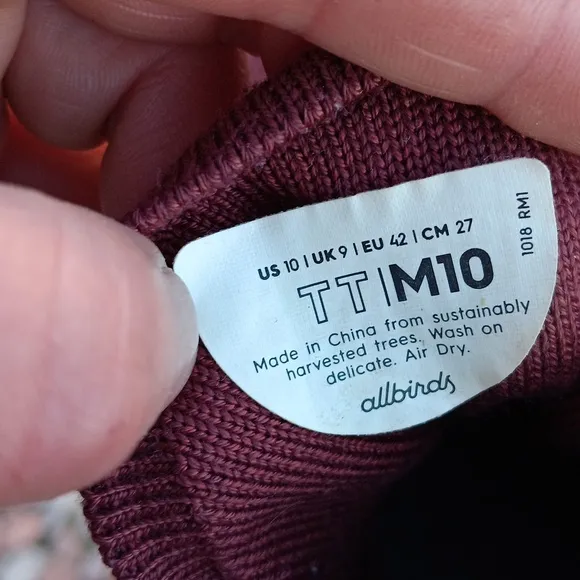 US 10 | UK 9 | EU 42 | CM 27
TT | M10
Made in China from sustainably
harvested trees. Wash on
delicate. Air Dry.
allbirds
1018 RM1